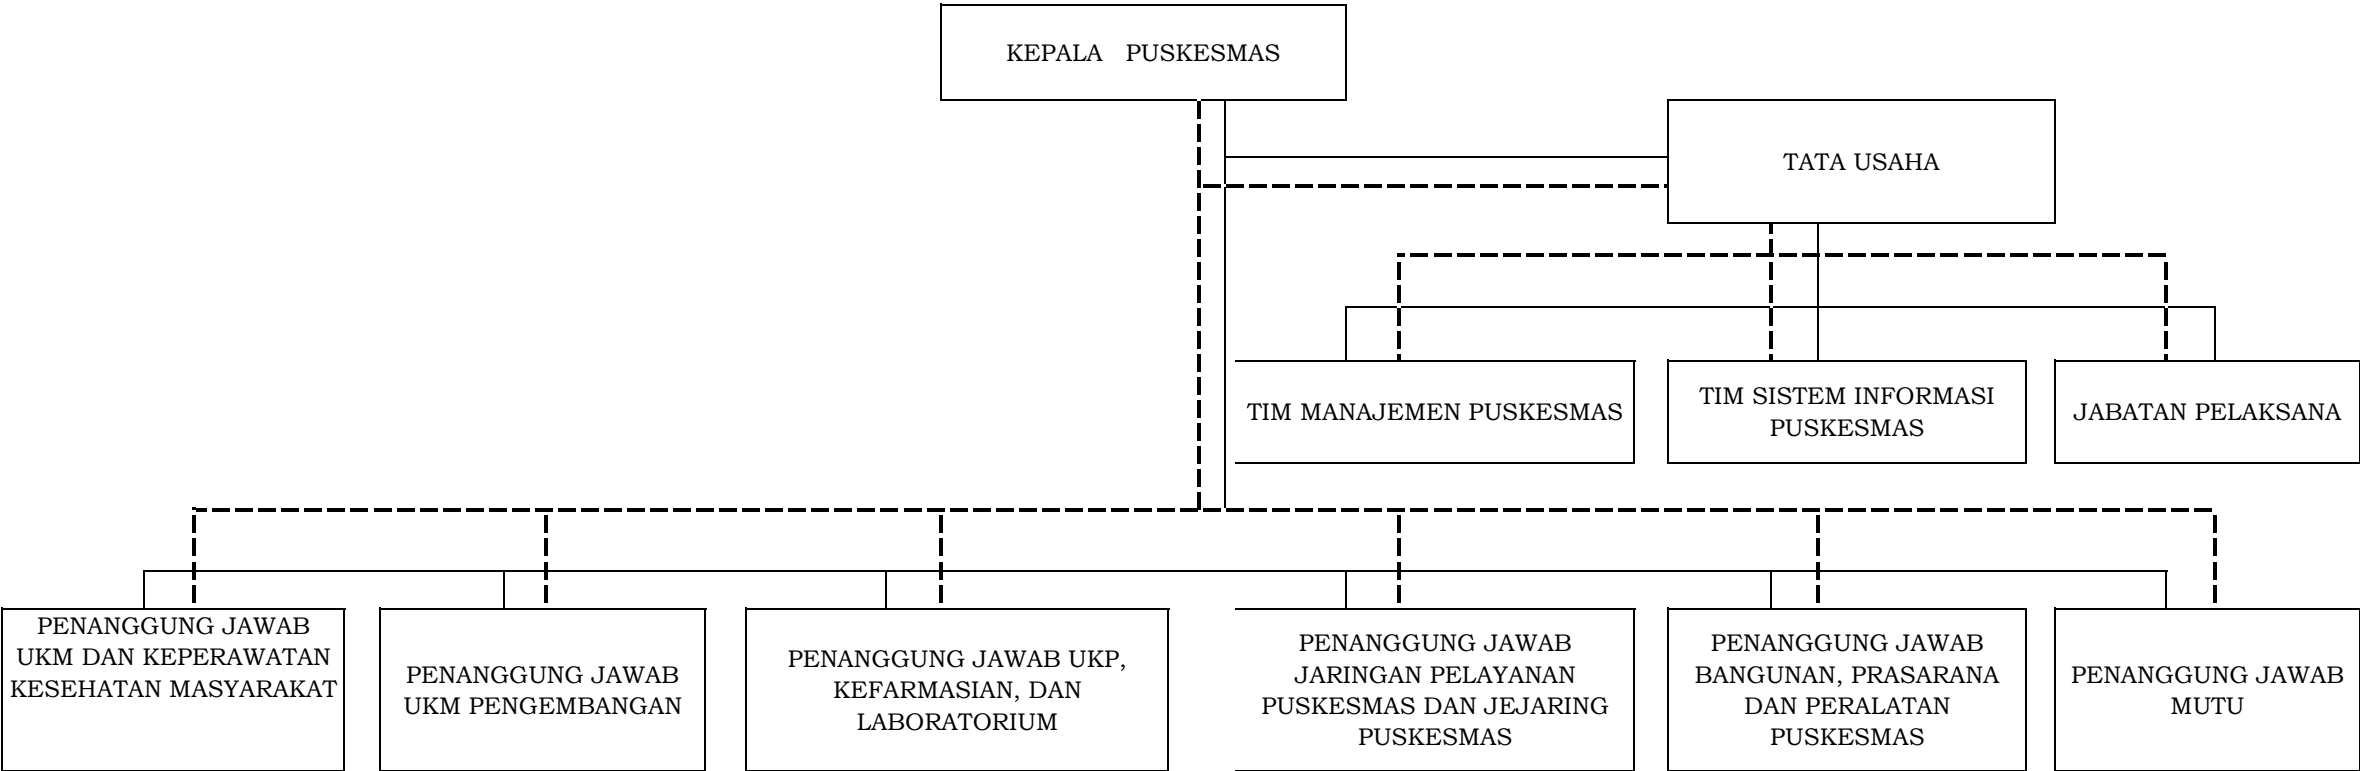 KEPALA PUSKESMAS
TATA USAHA
TIM MANAJEMEN PUSKESMAS
TIM SISTEM INFORMASI
PUSKESMAS
JABATAN PELAKSANA
PENANGGUNG JAWAB
UKM DAN KEPERAWATAN
KESEHATAN MASYARAKAT
PENANGGUNG JAWAB
UKM PENGEMBANGAN
PENANGGUNG JAWAB UKP,
KEFARMASIAN, DAN
LABORATORIUM
PENANGGUNG JAWAB
JARINGAN PELAYANAN
PUSKESMAS DAN JEJARING
PUSKESMAS
PENANGGUNG JAWAB
BANGUNAN, PRASARANA
DAN PERALATAN
PUSKESMAS
PENANGGUNG JAWAB
MUTU